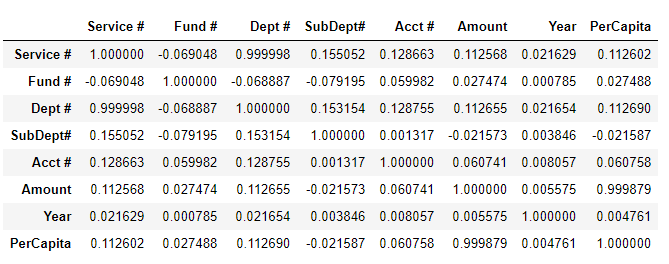 Service # Fund # Dept # SubDept# Acct # Amount Year PerCapita
Service # 1.000000 -0.069048 0.999998 0.155052 0.128663 0.112568 0.021629 0.112602
Fund # -0.069048 1.000000 -0.068887 -0.079195 0.059982 0.027474 0.000785 0.027488
Dept # 0.999998 -0.068887 1.000000 0.153154 0.128755 0.112655 0.021654 0.112690
SubDept# 0.155052 -0.079195 0.153154 1.000000 0.001317 -0.021573 0.003846 -0.021587
Acct # 0.128663 0.059982 0.128755 0.001317 1.000000 0.060741 0.008057 0.060758
Amount 0.112568 0.027474 0.112655 -0.021573 0.060741 1.000000 0.005575 0.999879
Year 0.021629 0.000785 0.021654 0.003846 0.008057 0.005575 1.000000 0.004761
PerCapita 0.112602 0.027488 0.112690 -0.021587 0.060758 0.999879 0.004761 1.000000